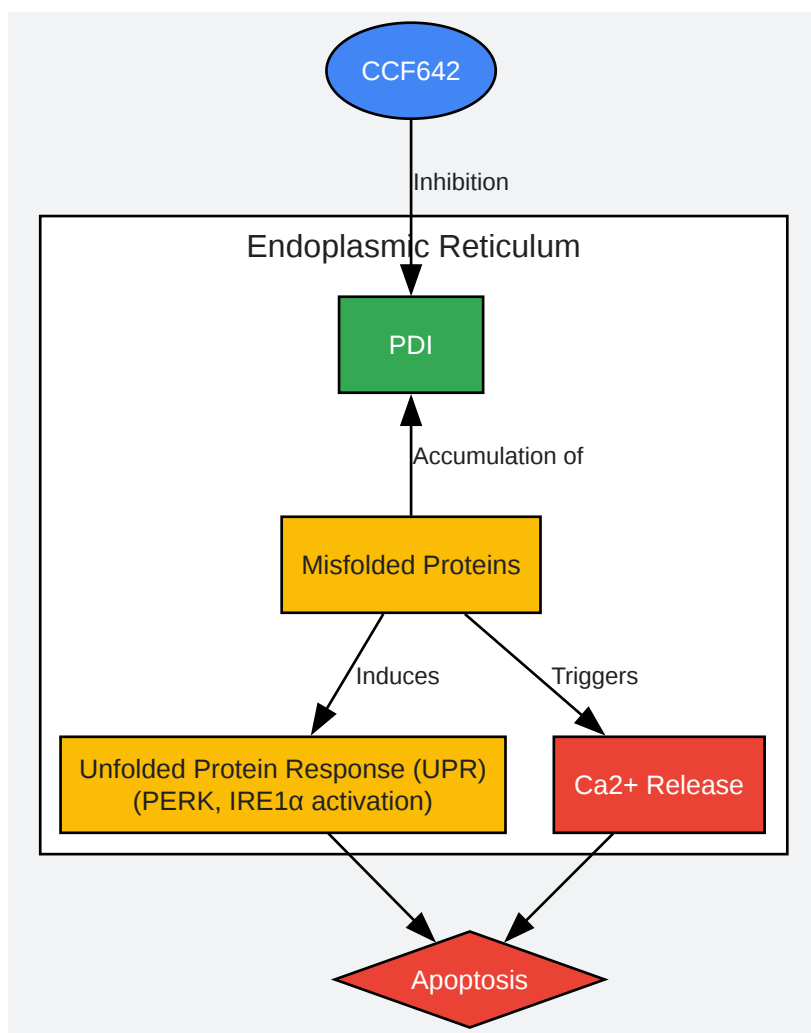 CCF642
Inhibition
Endoplasmic Reticulum
PDI
Accumulation of
Misfolded Proteins
Induces
Triggers
Unfolded Protein Response (UPR)
(PERK, IRE1α activation)
Ca2+ Release
Apoptosis